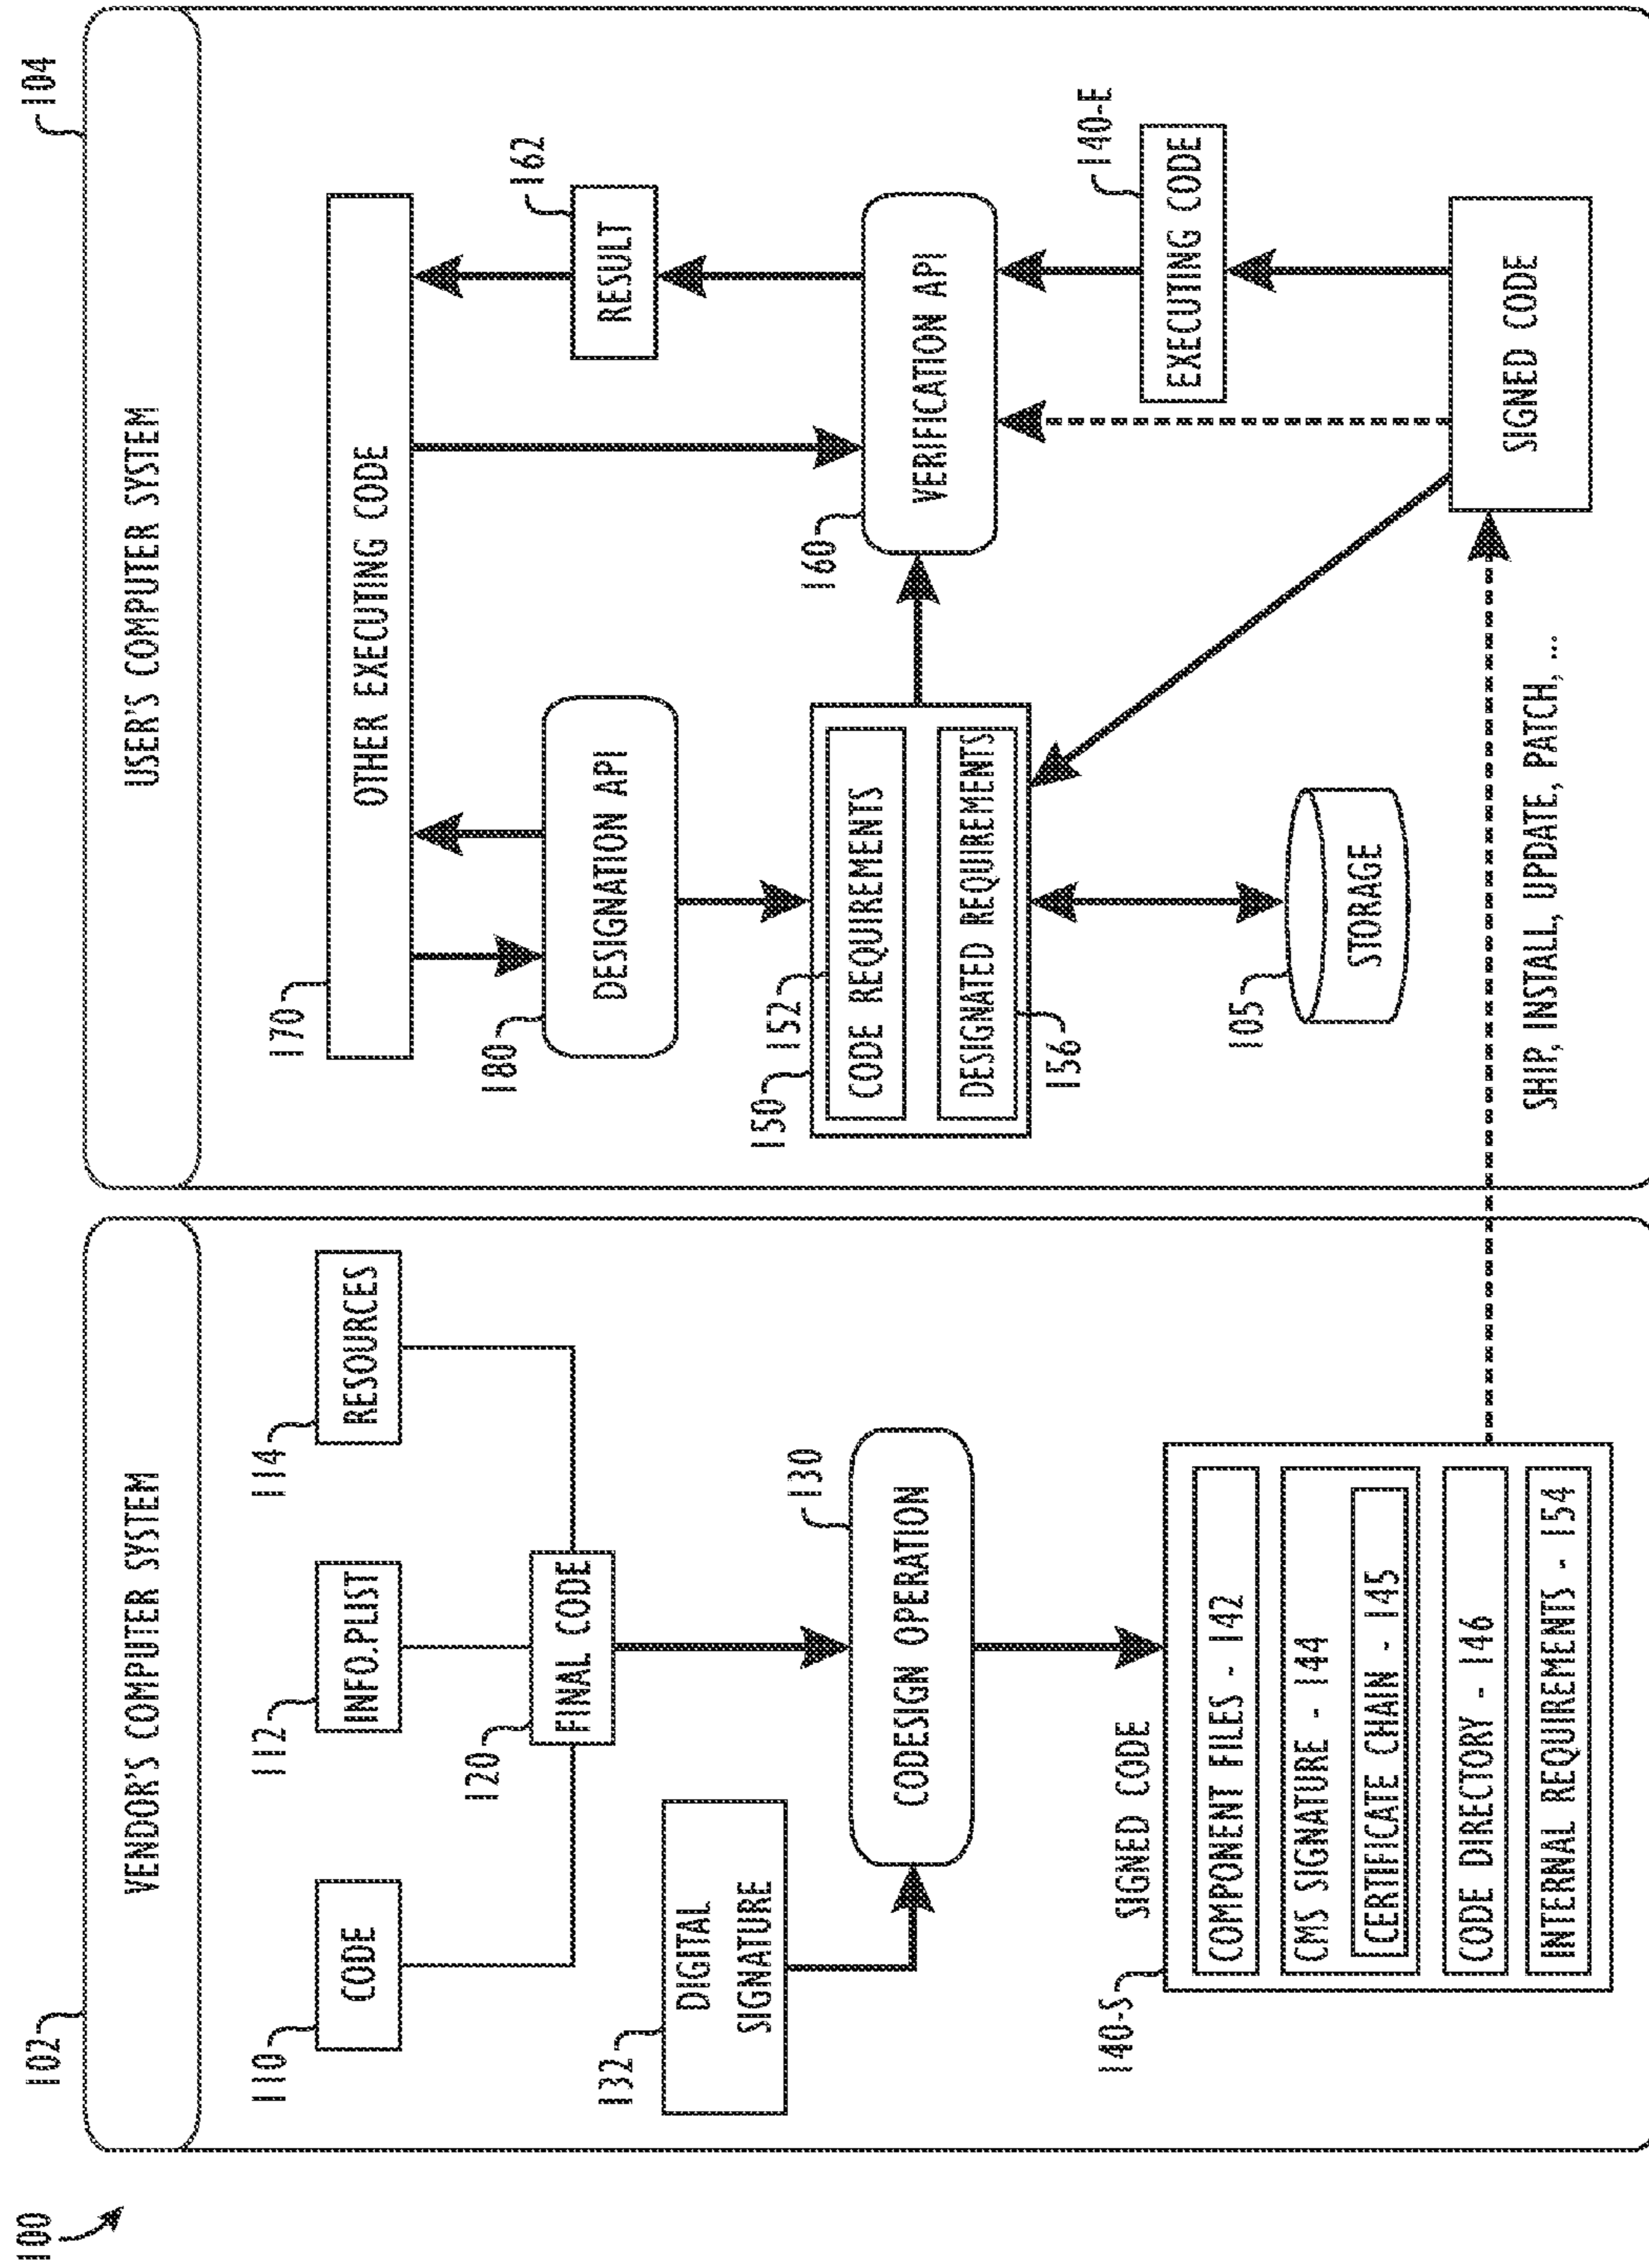 100
102
VENDOR'S COMPUTER SYSTEM
110
CODE
112
INFO.PLIST
114
RESOURCES
120
FINAL CODE
132
DIGITAL
SIGNATURE
130
CODESIGN OPERATION
140-S
SIGNED CODE
COMPONENT FILES - 142
CMS SIGNATURE - 144
CERTIFICATE CHAIN - 145
CODE DIRECTORY - 146
INTERNAL REQUIREMENTS - 154
104
USER'S COMPUTER SYSTEM
170
OTHER EXECUTING CODE
180
DESIGNATION API
162
RESULT
150
152
CODE REQUIREMENTS
DESIGNATED REQUIREMENTS
156
160
VERIFICATION API
140-E
EXECUTING CODE
105
STORAGE
SIGNED CODE
SHIP, INSTALL, UPDATE, PATCH, ...